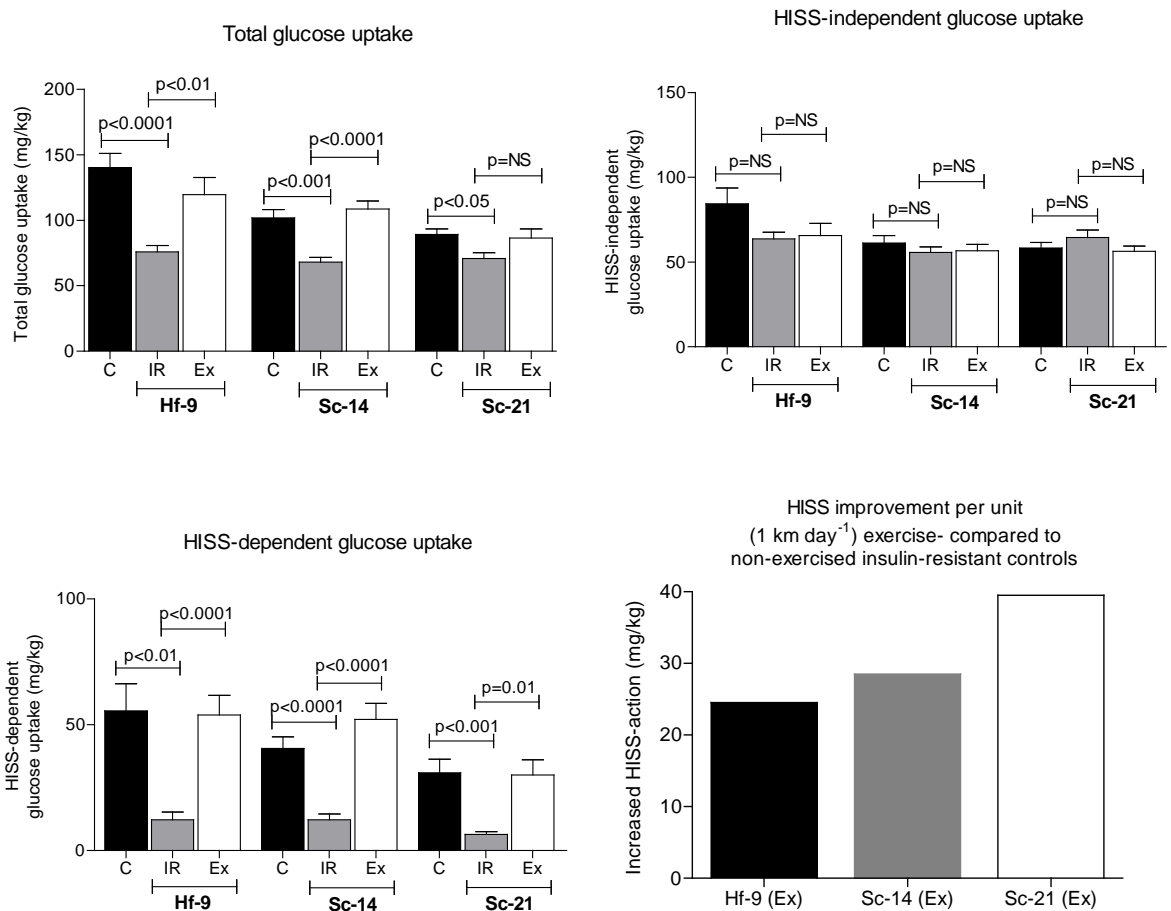 Total glucose uptake
Total glucose uptake (mg/kg)
200
150
100
50
0
p<0.01
p<0.0001
p<0.0001
p<0.001
p=NS
p<0.05
C IR Ex C IR Ex C IR Ex
Hf-9 Sc-14 Sc-21
HISS-independent glucose uptake
HISS-independent
glucose uptake (mg/kg)
150
100
50
0
p=NS
p=NS
p=NS
p=NS
p=NS
p=NS
C IR Ex C IR Ex C IR Ex
Hf-9 Sc-14 Sc-21
HISS-dependent glucose uptake
HISS-dependent
glucose uptake (mg/kg)
100
50
0
p<0.0001
p<0.01
p<0.0001
p<0.0001
p=0.01
p<0.001
C IR Ex C IR Ex C IR Ex
Hf-9 Sc-14 Sc-21
HISS improvement per unit
(1 km day-1) exercise- compared to
non-exercised insulin-resistant controls
Increased HISS-action (mg/kg)
40
30
20
10
0
Hf-9 (Ex) Sc-14 (Ex) Sc-21 (Ex)